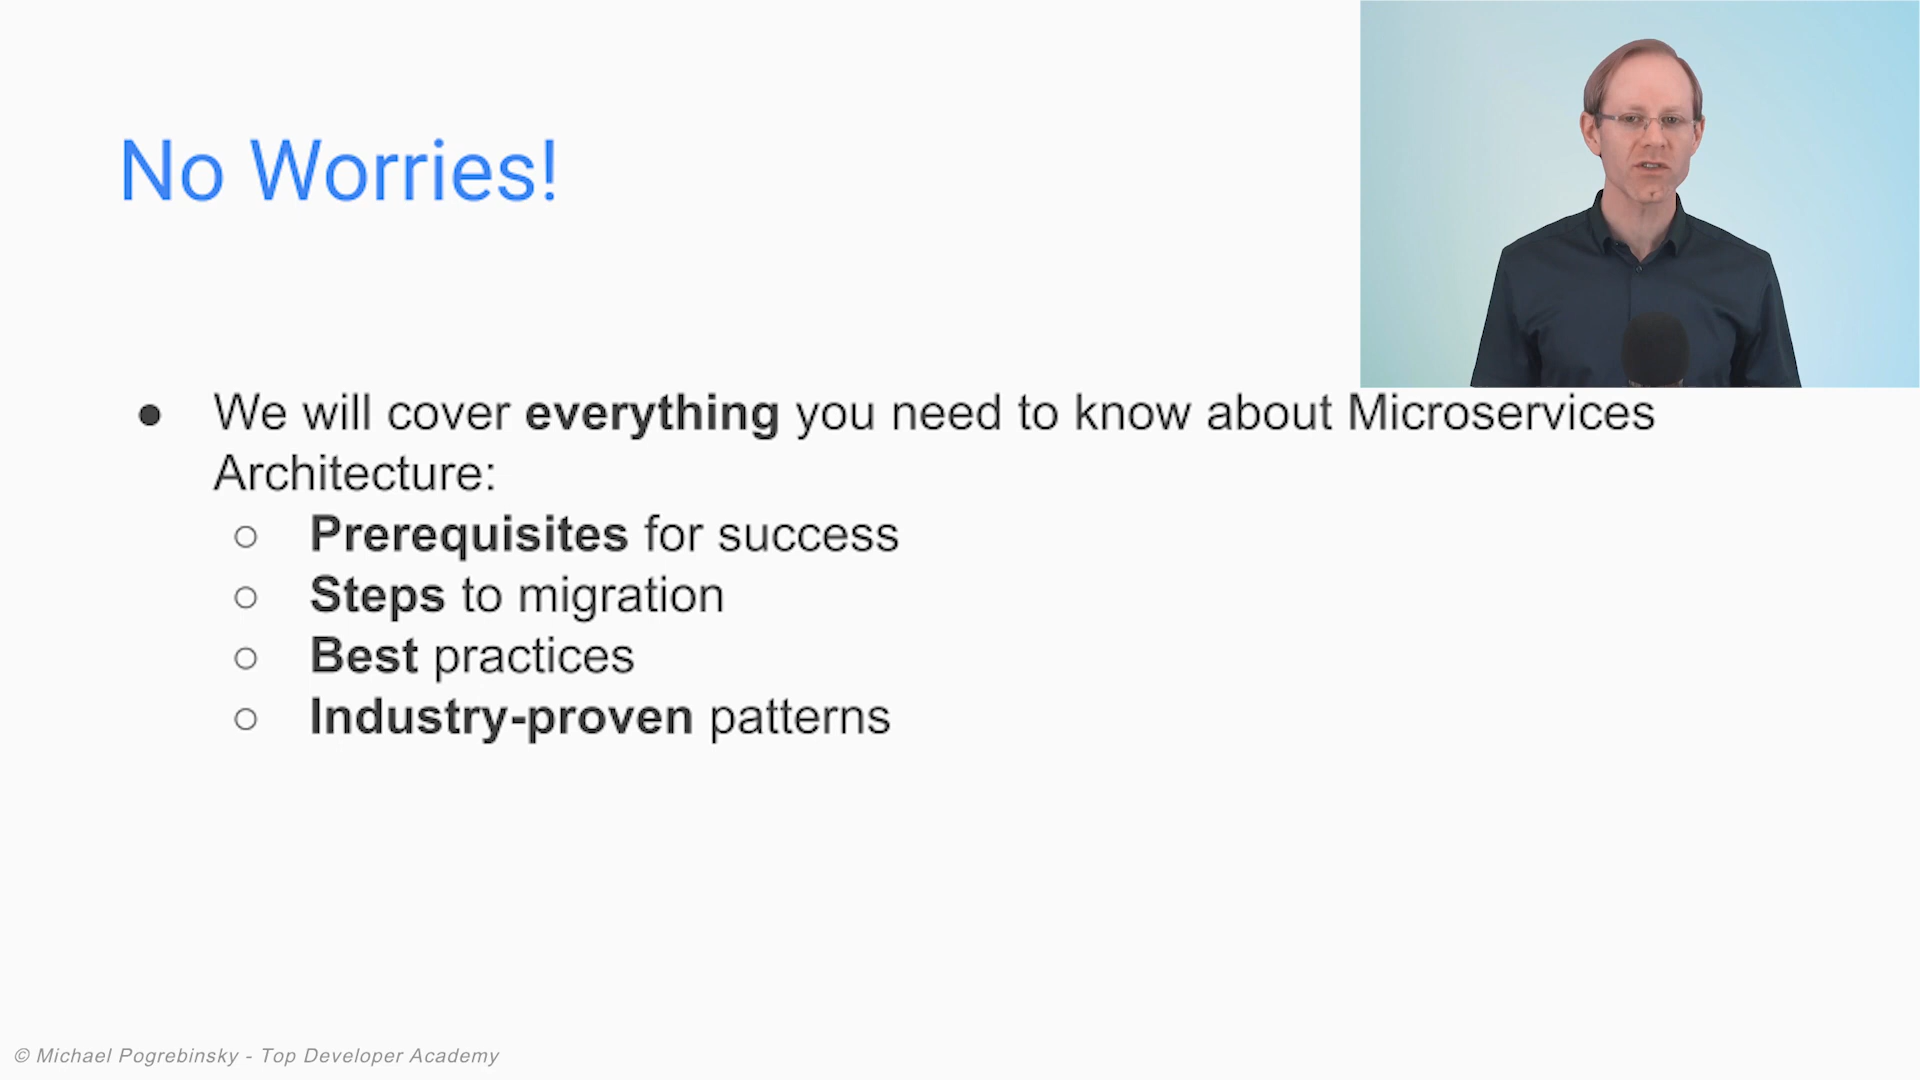 No Worries!
● We will cover everything you need to know about Microservices
Architecture:
○ Prerequisites for success
○ Steps to migration
○ Best practices
○ Industry-proven patterns
© Michael Pogrebinsky - Top Developer Academy